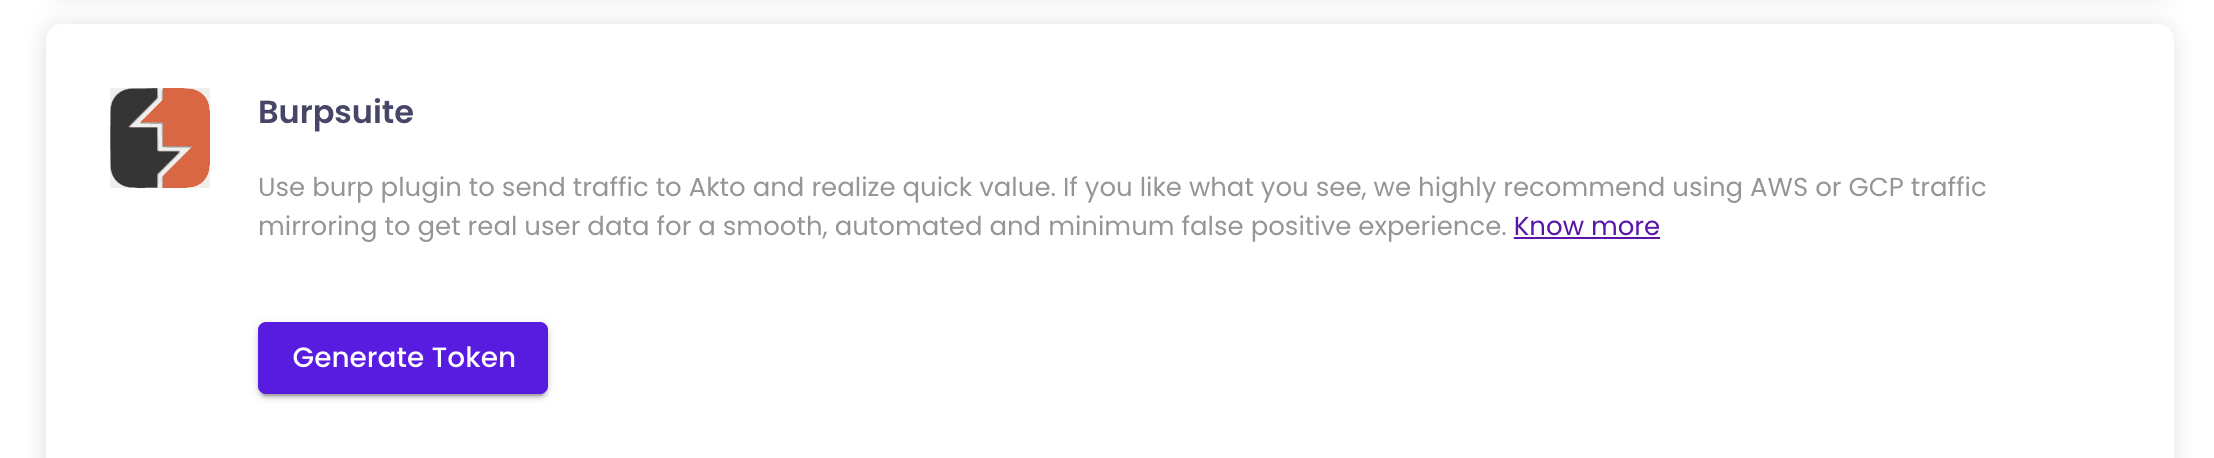 Burpsuite
Use burp plugin to send traffic to Akto and realize quick value. If you like what you see, we highly recommend using AWS or GCP traffic
mirroring to get real user data for a smooth, automated and minimum false positive experience. Know more
Generate Token